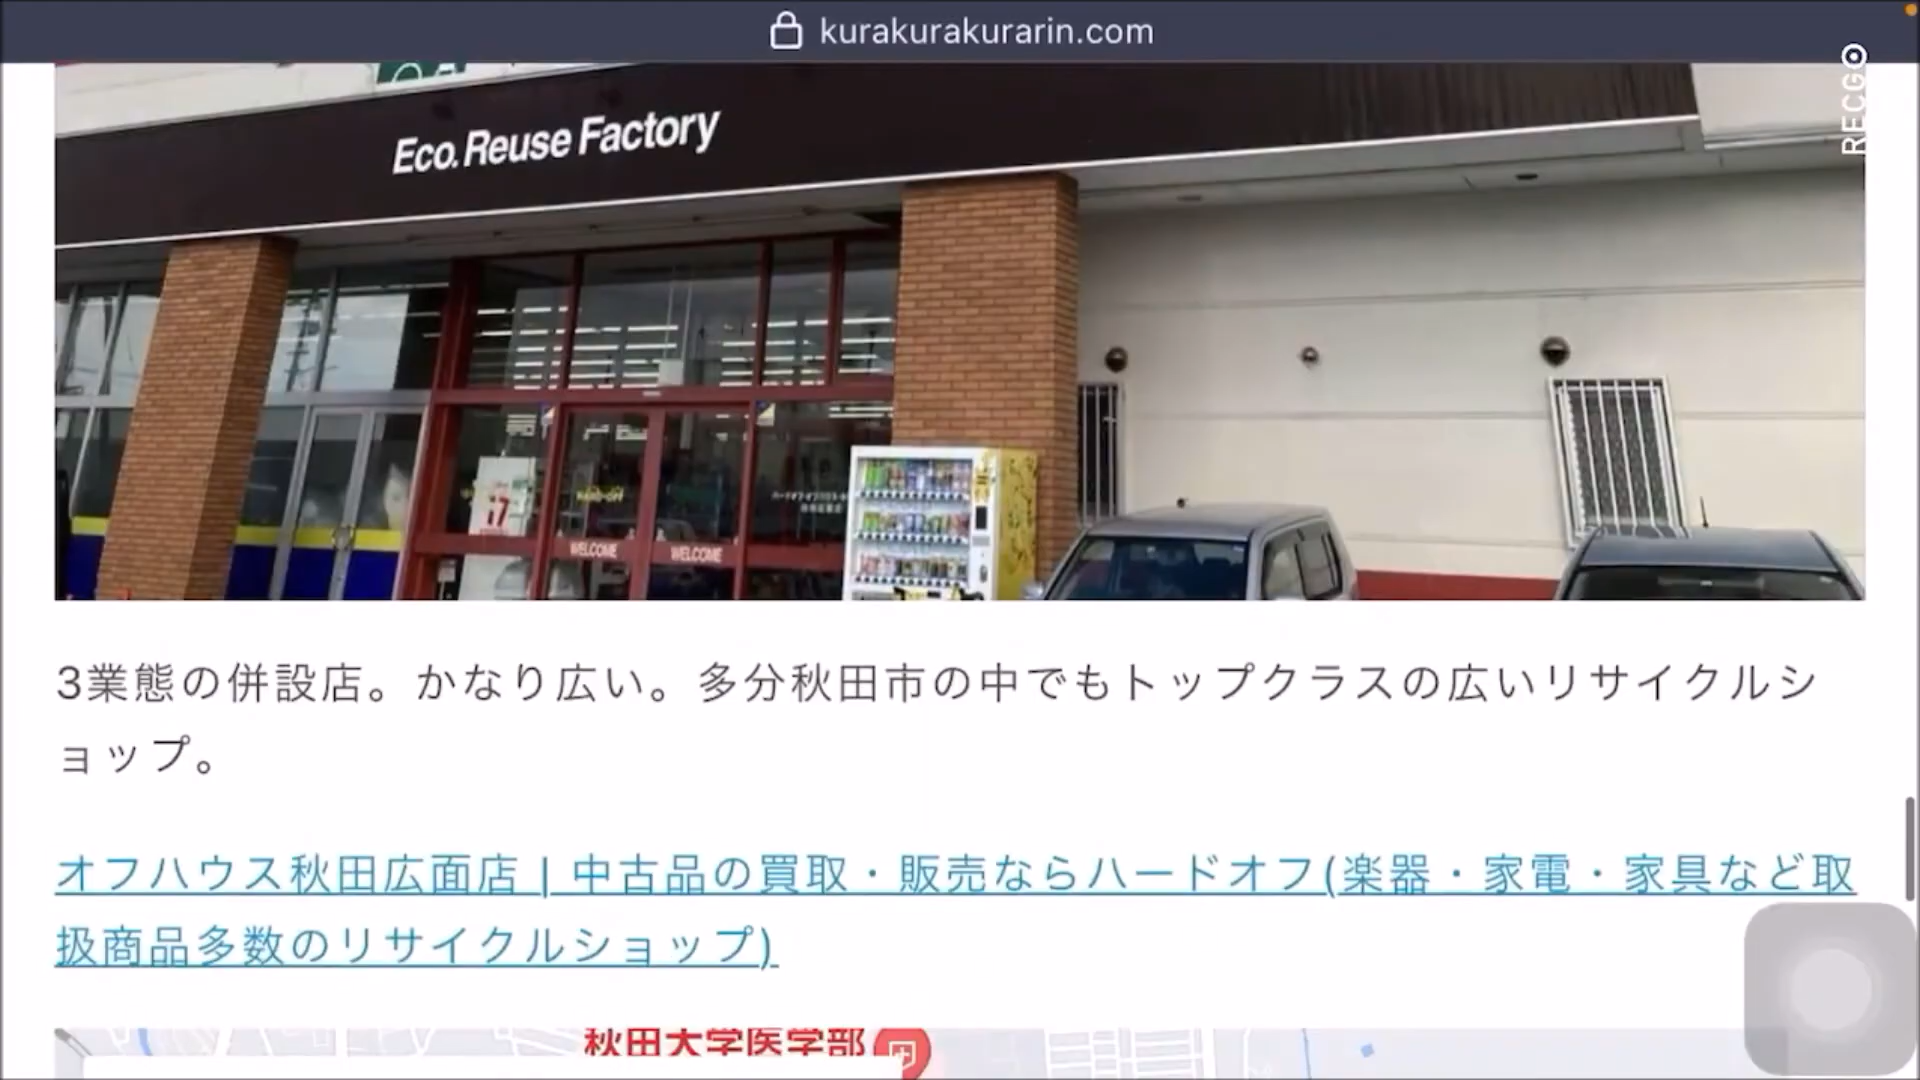 kurakurakurarin.com
RECGO
Eco.Reuse Factory
17
WELCOME
WELCOME
3業態の併設店。かなり広い。多分秋田市の中でもトップクラスの広いリサイクルシ
ョップ。
オフハウス秋田広面店 | 中古品の買取・販売ならハードオフ(楽器・家電・家具など取
扱商品多数のリサイクルショップ)
秋田大学医学部